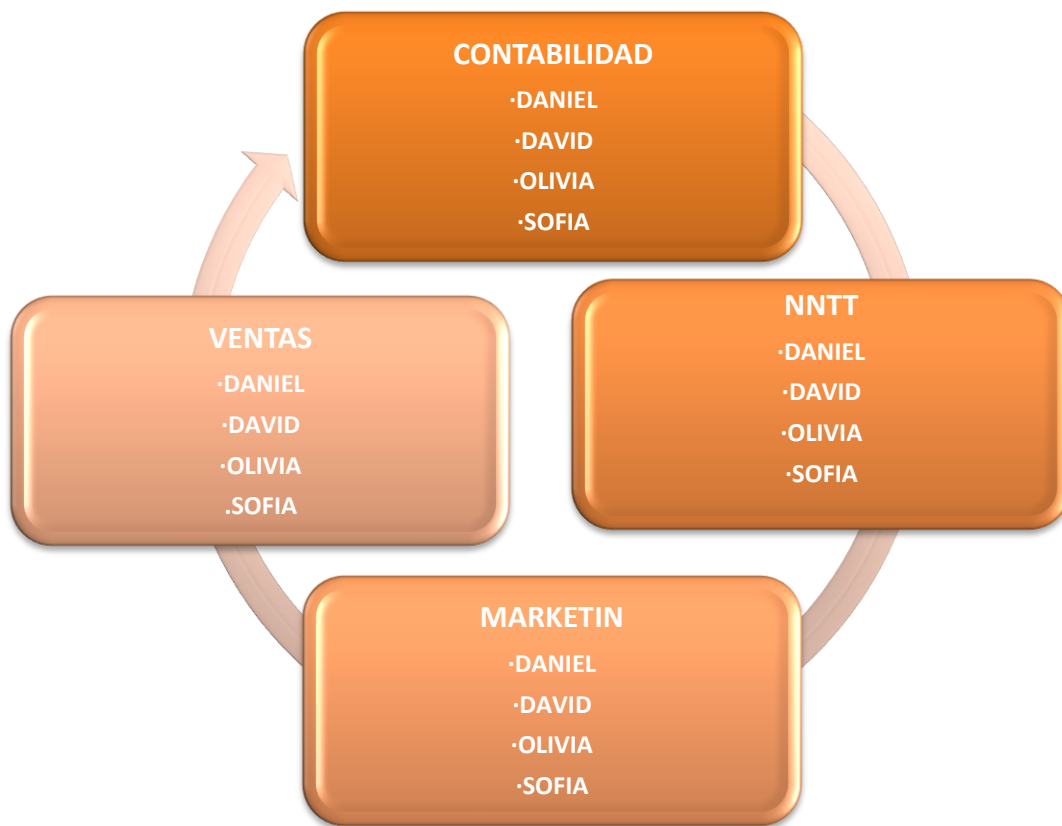 CONTABILIDAD
·DANIEL
·DAVID
·OLIVIA
·SOFIA
NNTT
·DANIEL
·DAVID
·OLIVIA
·SOFIA
MARKETIN
·DANIEL
·DAVID
·OLIVIA
·SOFIA
VENTAS
·DANIEL
·DAVID
·OLIVIA
.SOFIA